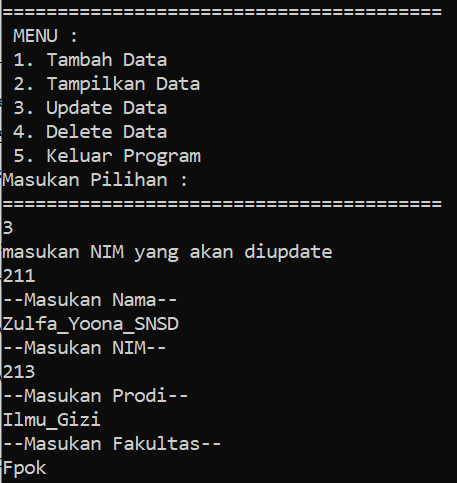 ========================================
MENU :
1. Tambah Data
2. Tampilkan Data
3. Update Data
4. Delete Data
5. Keluar Program
Masukan Pilihan :
========================================
3
masukan NIM yang akan diupdate
211
--Masukan Nama--
Zulfa_Yoona_SNSD
--Masukan NIM--
213
--Masukan Prodi--
Ilmu_Gizi
--Masukan Fakultas--
Fpok